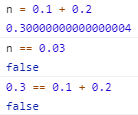 n = 0.1 + 0.2
0.30000000000000004
n == 0.03
false
0.3 == 0.1 + 0.2
false